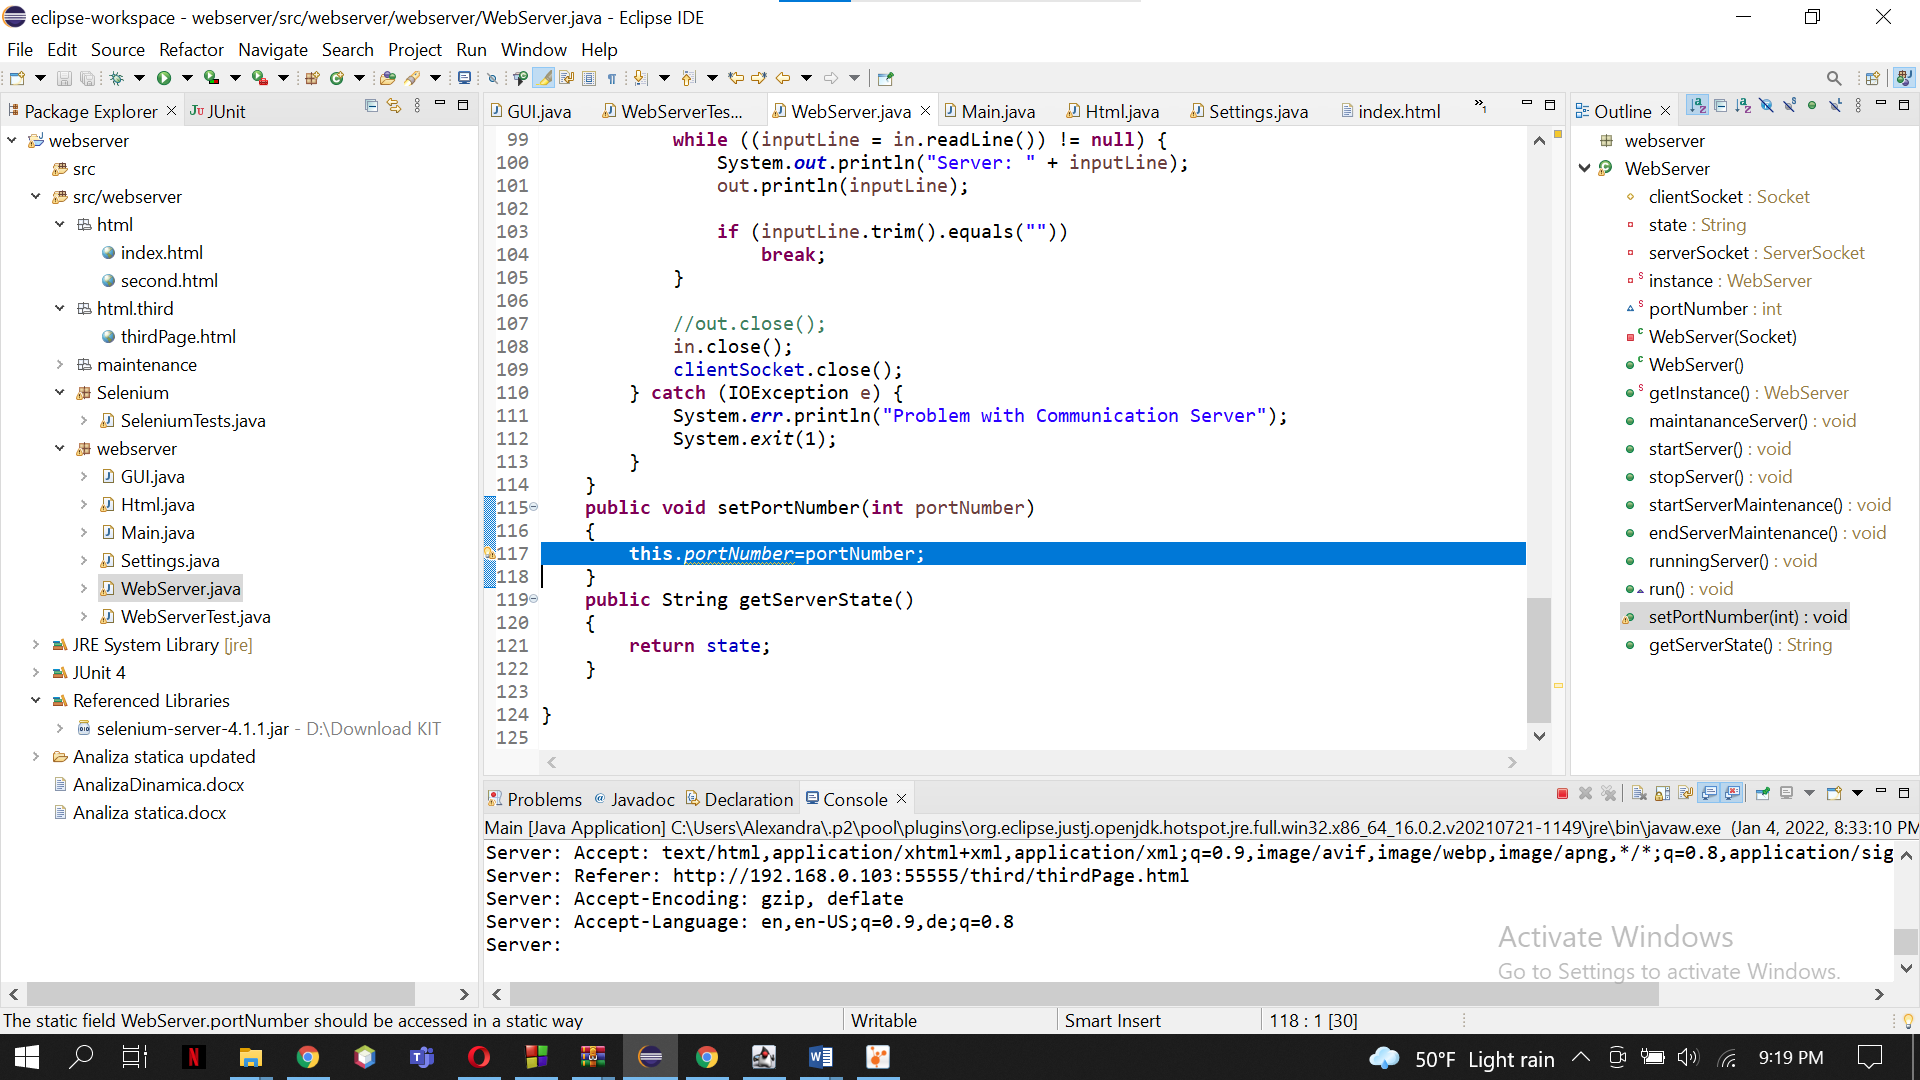 eclipse-workspace - webserver/src/webserver/webserver/WebServer.java - Eclipse IDE
File Edit Source Refactor Navigate Search Project Run Window Help
Package Explorer JUnit
webserver
src
src/webserver
html
index.html
second.html
html.third
thirdPage.html
maintenance
Selenium
SeleniumTests.java
webserver
GUI.java
Html.java
Main.java
Settings.java
WebServer.java
WebServerTest.java
JRE System Library [jre]
JUnit 4
Referenced Libraries
selenium-server-4.1.1.jar - D:\Download KIT
Analiza statica updated
AnalizaDinamica.docx
Analiza statica.docx
GUI.java WebServerTes... WebServer.java Main.java Html.java Settings.java index.html »1
99 while ((inputLine = in.readLine()) != null) {
100 System.out.println("Server: " + inputLine);
101 out.println(inputLine);
102
103 if (inputLine.trim().equals(""))
104 break;
105 }
106
107 //out.close();
108 in.close();
109 clientSocket.close();
110 } catch (IOException e) {
111 System.err.println("Problem with Communication Server");
112 System.exit(1);
113 }
114 }
115 public void setPortNumber(int portNumber)
116 {
117 this.portNumber=portNumber;
118 }
119 public String getServerState()
120 {
121 return state;
122 }
123
124 }
125
Outline
webserver
WebServer
clientSocket : Socket
state : String
serverSocket : ServerSocket
instance : WebServer
portNumber : int
WebServer(Socket)
WebServer()
getInstance() : WebServer
maintananceServer() : void
startServer() : void
stopServer() : void
startServerMaintenance() : void
endServerMaintenance() : void
runningServer() : void
run() : void
setPortNumber(int) : void
getServerState() : String
Problems Javadoc Declaration Console
Main [Java Application] C:\Users\Alexandra\.p2\pool\plugins\org.eclipse.justj.openjdk.hotspot.jre.full.win32.x86_64_16.0.2.v20210721-1149\jre\bin\javaw.exe (Jan 4, 2022, 8:33:10 PM
Server: Accept: text/html,application/xhtml+xml,application/xml;q=0.9,image/avif,image/webp,image/apng,*/*;q=0.8,application/sig
Server: Referer: http://192.168.0.103:55555/third/thirdPage.html
Server: Accept-Encoding: gzip, deflate
Server: Accept-Language: en,en-US;q=0.9,de;q=0.8
Server:
Activate Windows
Go to Settings to activate Windows.
The static field WebServer.portNumber should be accessed in a static way
Writable
Smart Insert
118 : 1 [30]
50°F Light rain
9:19 PM